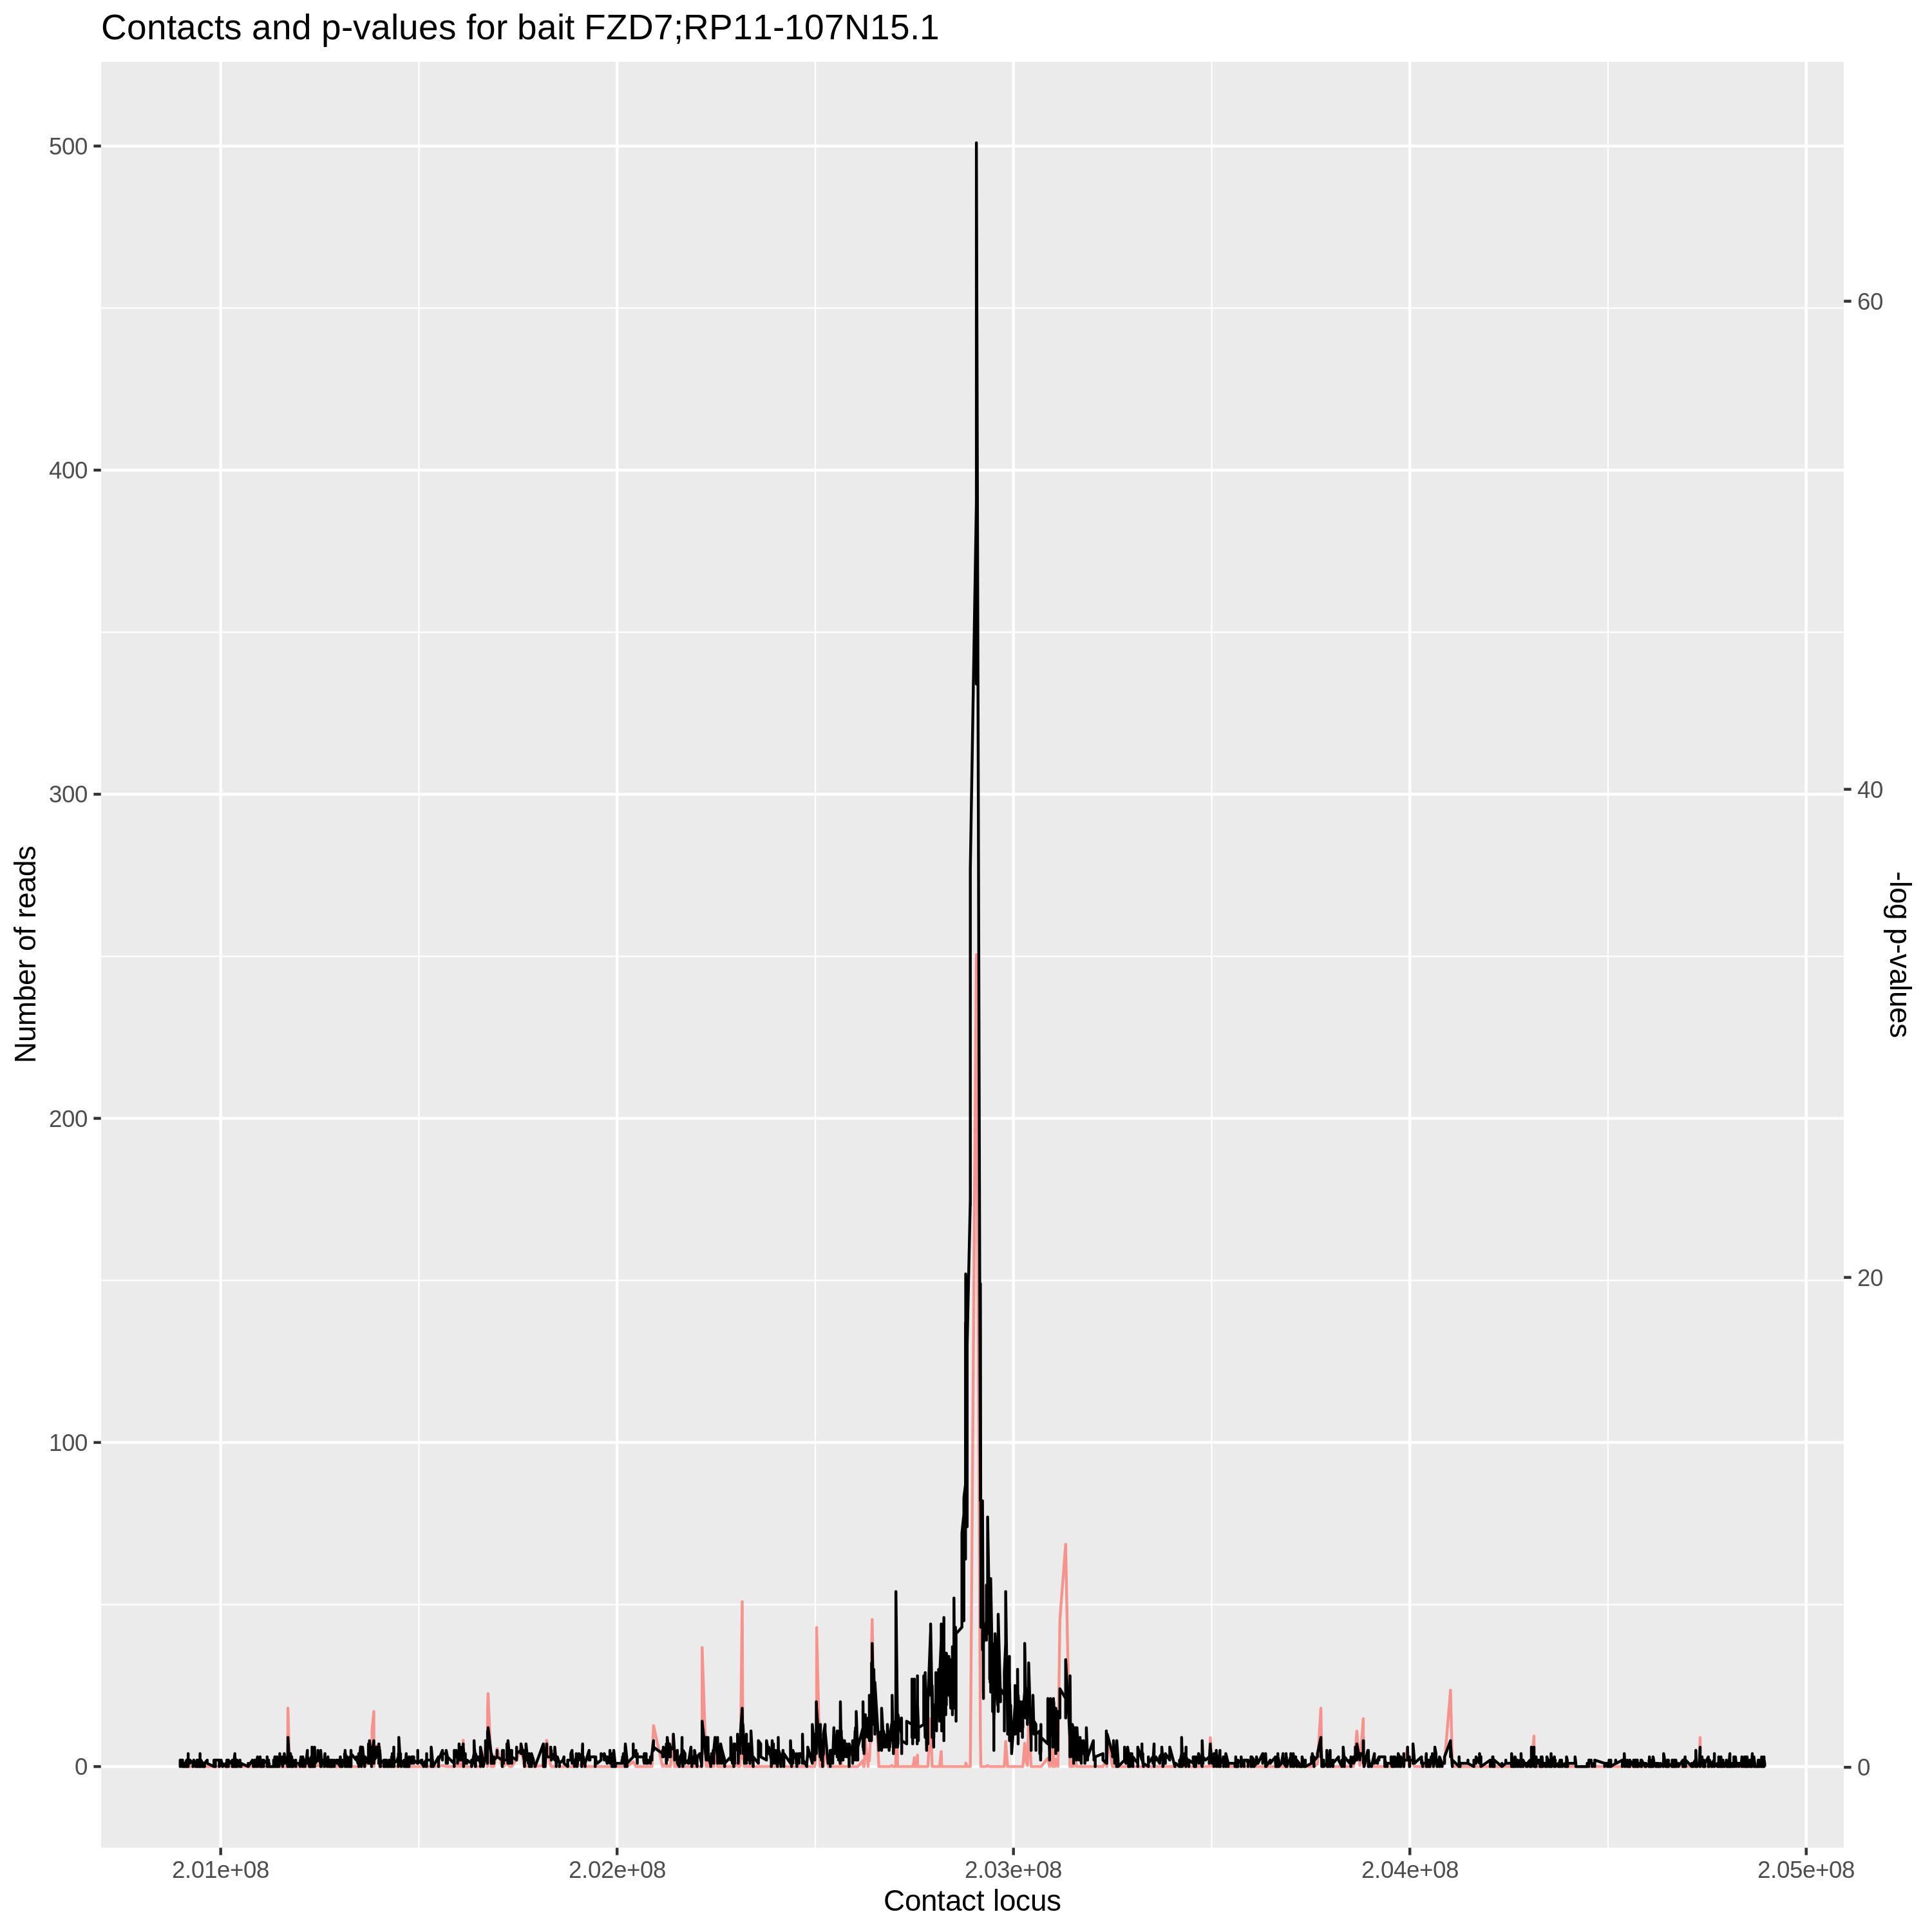 Contacts and p-values for bait FZD7;RP11-107N15.1
500
400
300
200
100
0
Number of reads
60
40
20
0
-log p-values
2.01e+08
2.02e+08
2.03e+08
2.04e+08
2.05e+08
Contact locus